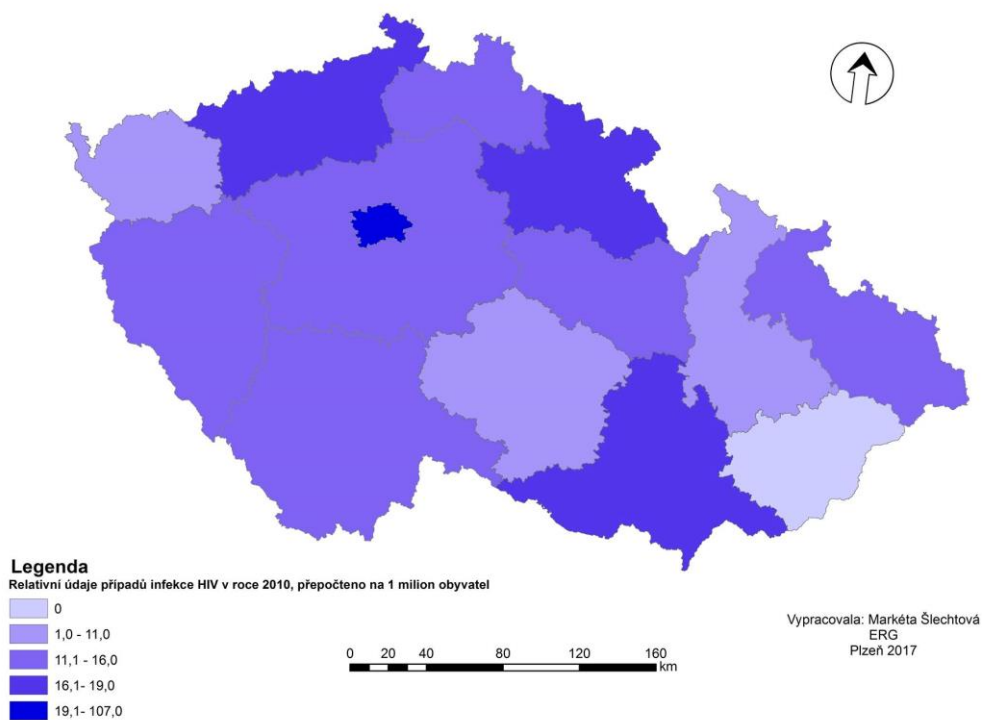 Legenda
Relativní údaje případů infekce HIV v roce 2010, přepočteno na 1 milion obyvatel
0
1,0 - 11,0
11,1 - 16,0
16,1- 19,0
19,1- 107,0
0 20 40 80 120 160
km
Vypracovala: Markéta Šlechtová
ERG
Plzeň 2017